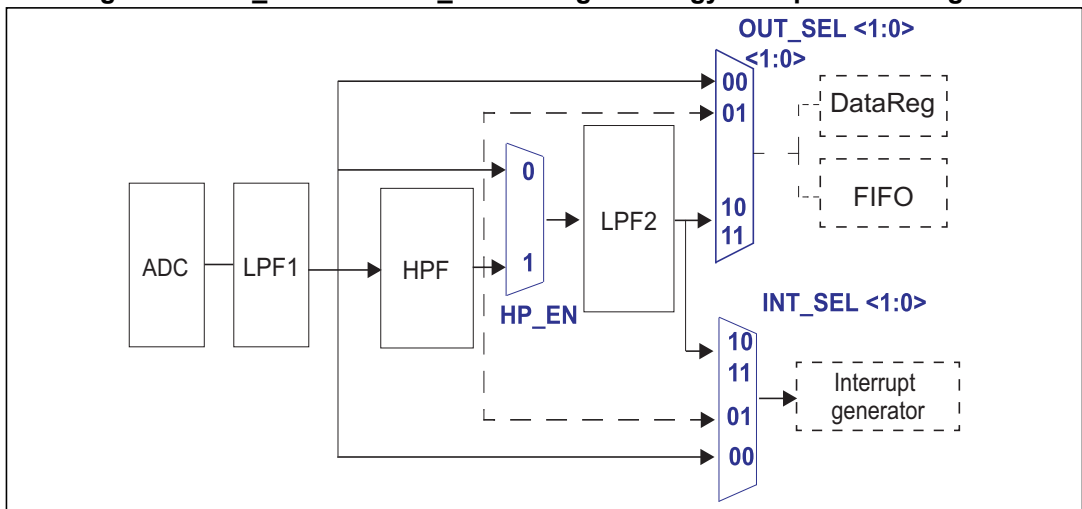 OUT_SEL <1:0>
<1:0>
00
01
10
11
DataReg
FIFO
0
1
HP_EN
ADC
LPF1
HPF
LPF2
INT_SEL <1:0>
10
11
01
00
Interrupt
generator